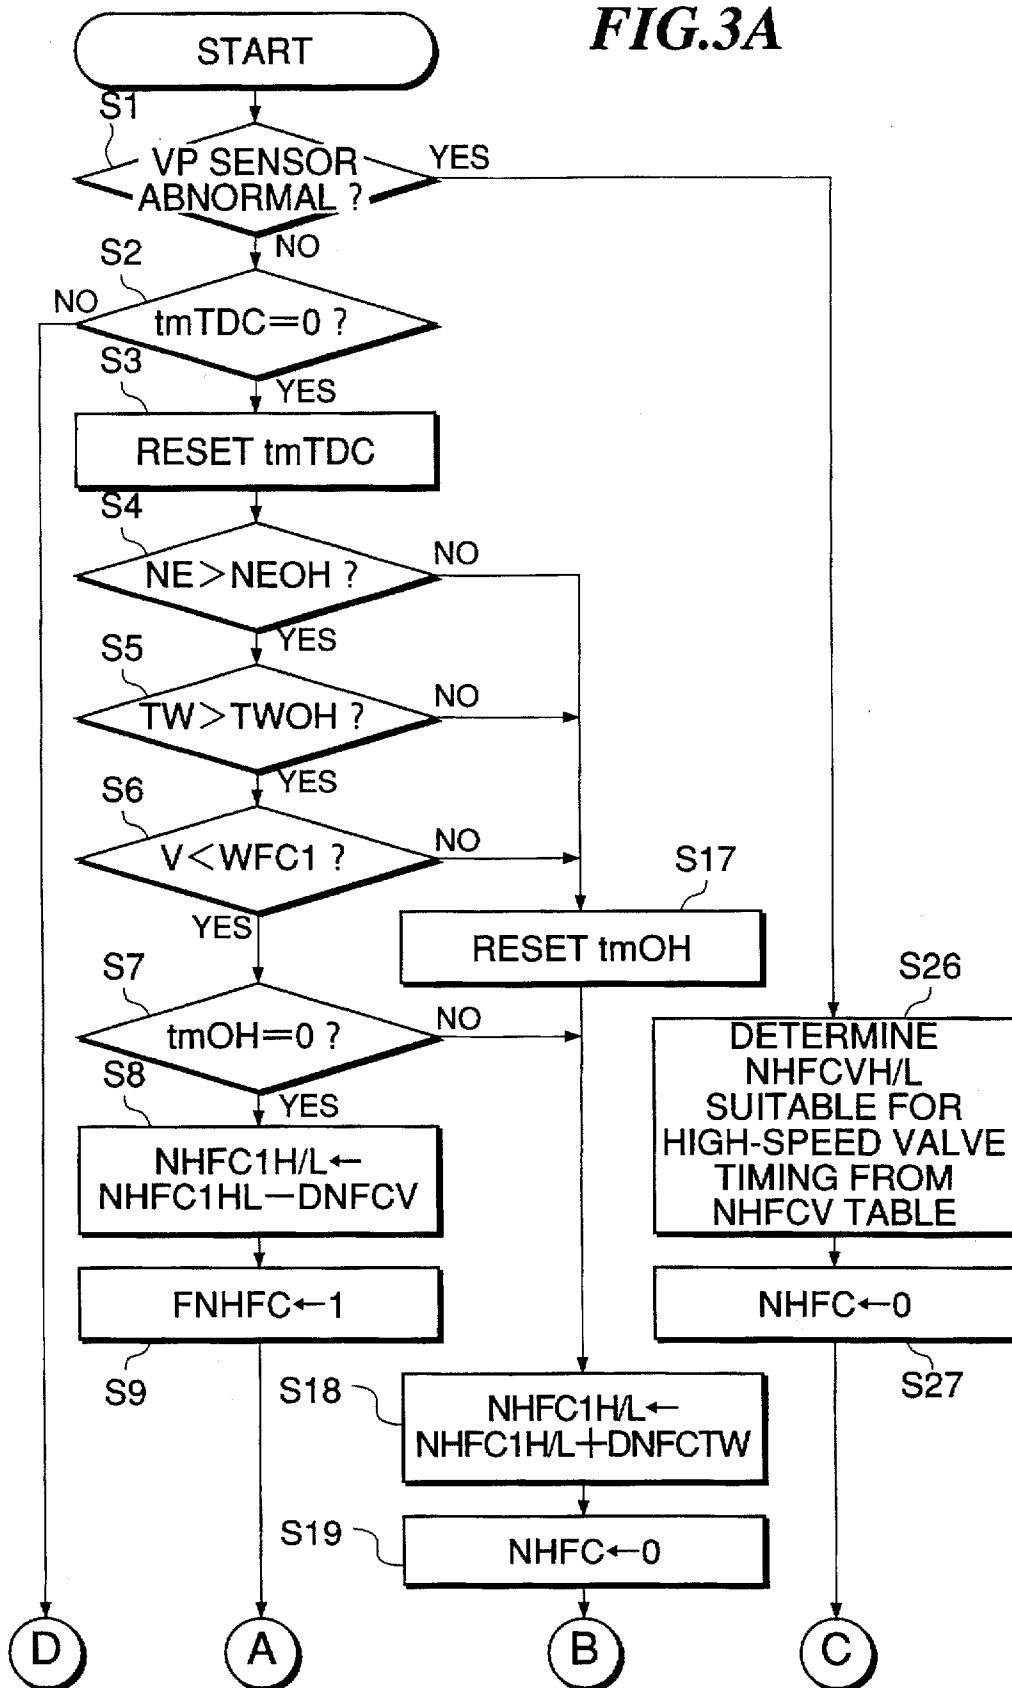 FIG.3A
START
S1
VP SENSOR
ABNORMAL ?
YES
NO
S2
NO
tmTDC=0 ?
YES
S3
RESET tmTDC
S4
NE>NEOH ?
NO
YES
S5
TW>TWOH ?
NO
YES
S6
V<WFC1 ?
NO
YES
S17
RESET tmOH
S7
tmOH=0 ?
NO
YES
S26
DETERMINE
NHFCVH/L
SUITABLE FOR
HIGH-SPEED VALVE
TIMING FROM
NHFCV TABLE
S8
NHFC1H/L←
NHFC1HL−DNFCV
FNHFC←1
S9
NHFC←0
S27
S18
NHFC1H/L←
NHFC1H/L+DNFCTW
S19
NHFC←0
D
A
B
C